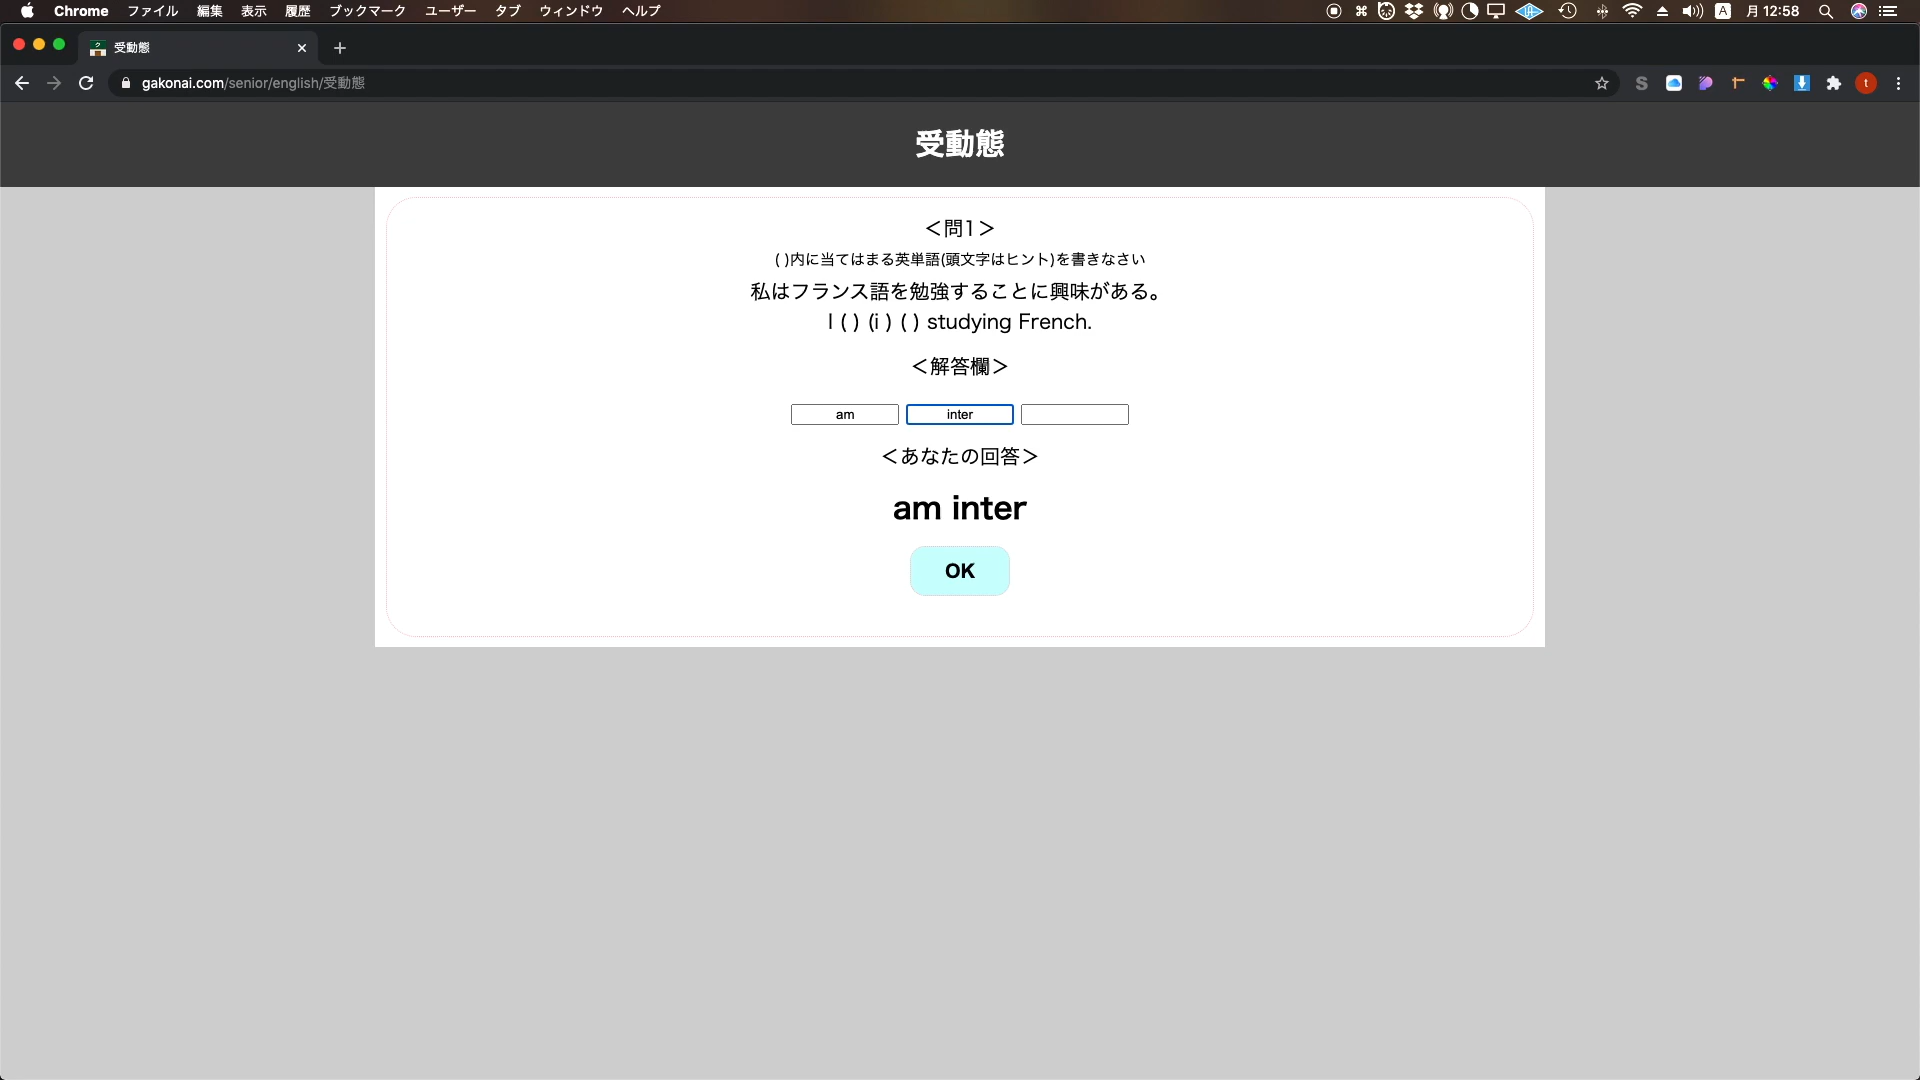 Chrome ファイル 編集 表示 履歴 ブックマーク ユーザー タブ ウィンドウ ヘルプ A 月 12:58
受動態
gakonai.com/senior/english/受動態 S t
受動態
＜問1＞
( )内に当てはまる英単語(頭文字はヒント)を書きなさい
私はフランス語を勉強することに興味がある。
I ( ) (i ) ( ) studying French.
＜解答欄＞
am inter
＜あなたの回答＞
am inter
OK